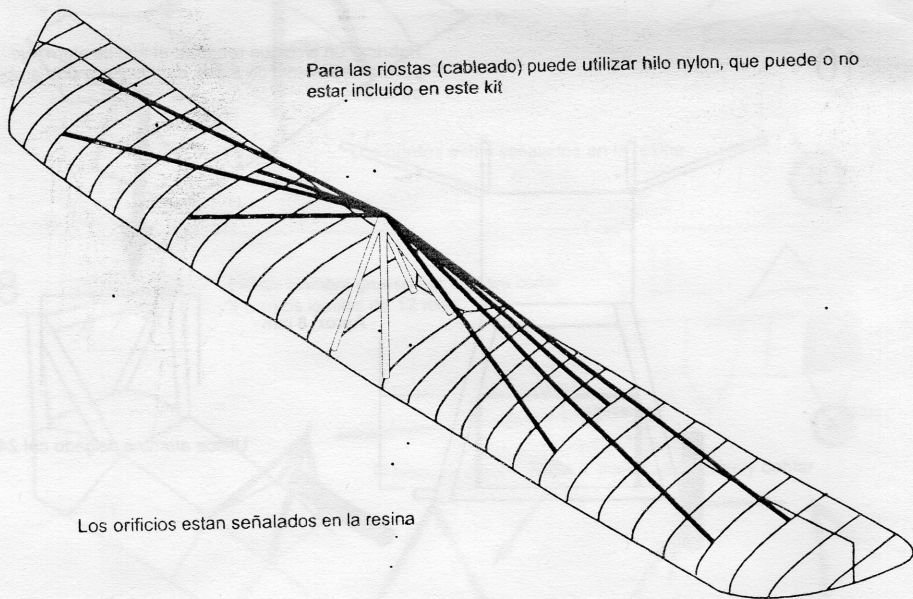 Para las riostas (cableado) puede utilizar hilo nylon, que puede o no
estar incluido en este kit
Los orificios estan señalados en la resina